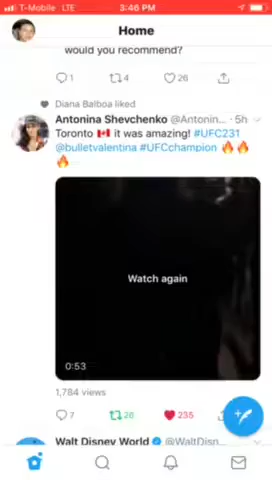 T-Mobile LTE 3:46 PM
Home
would you recommend?
1 4 26
Diana Balboa liked
Antonina Shevchenko @Antonin... · 5h
Toronto 🇨🇦 it was amazing! #UFC231
@bulletvalentina #UFCchampion 🔥🔥
🔥
Watch again
0:53
1,784 views
7 20 235
Walt Disney World @WaltDisn...